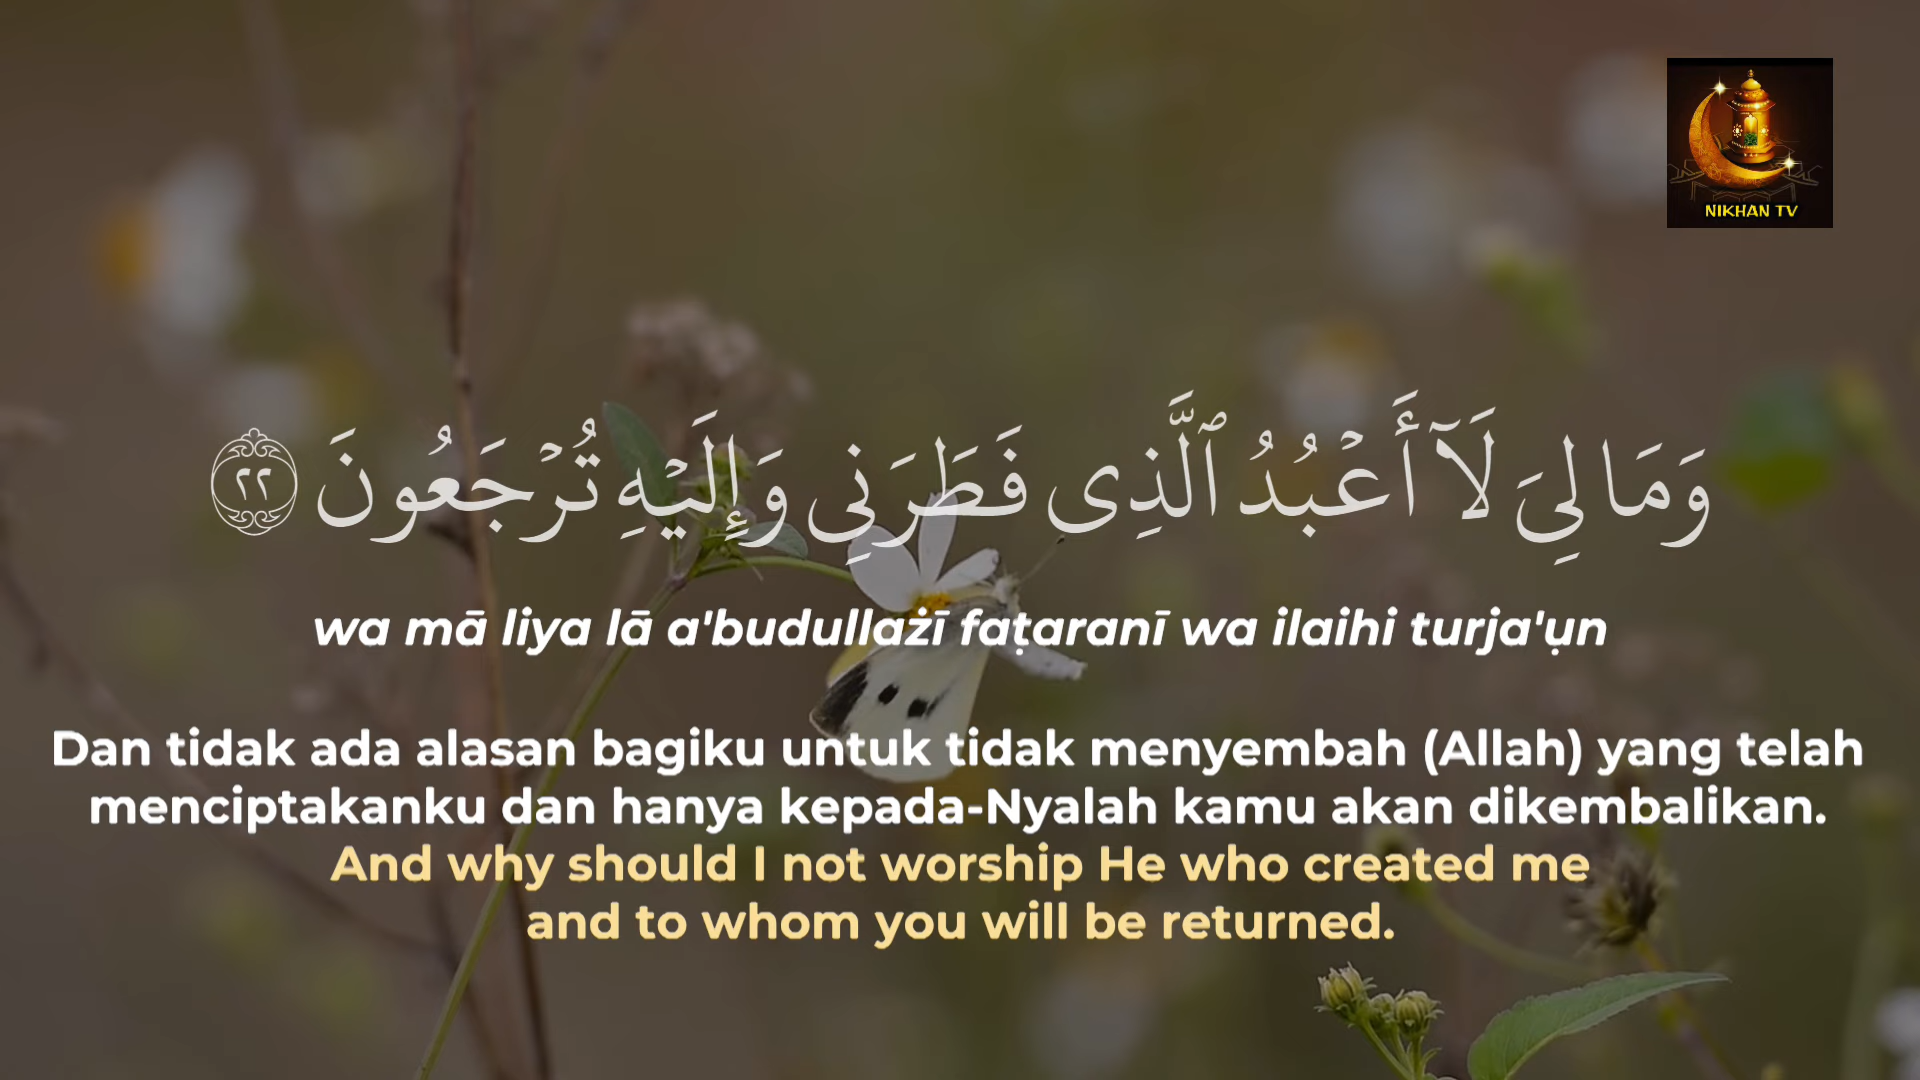 NIKHAN TV
وَمَا لِىَ لَآ أَعْبُدُ ٱلَّذِى فَطَرَنِى وَإِلَيْهِ تُرْجَعُونَ ٢٢
wa mā liya lā a'budullażī faṭaranī wa ilaihi turja'ụn
Dan tidak ada alasan bagiku untuk tidak menyembah (Allah) yang telah
menciptakanku dan hanya kepada-Nyalah kamu akan dikembalikan.
And why should I not worship He who created me
and to whom you will be returned.